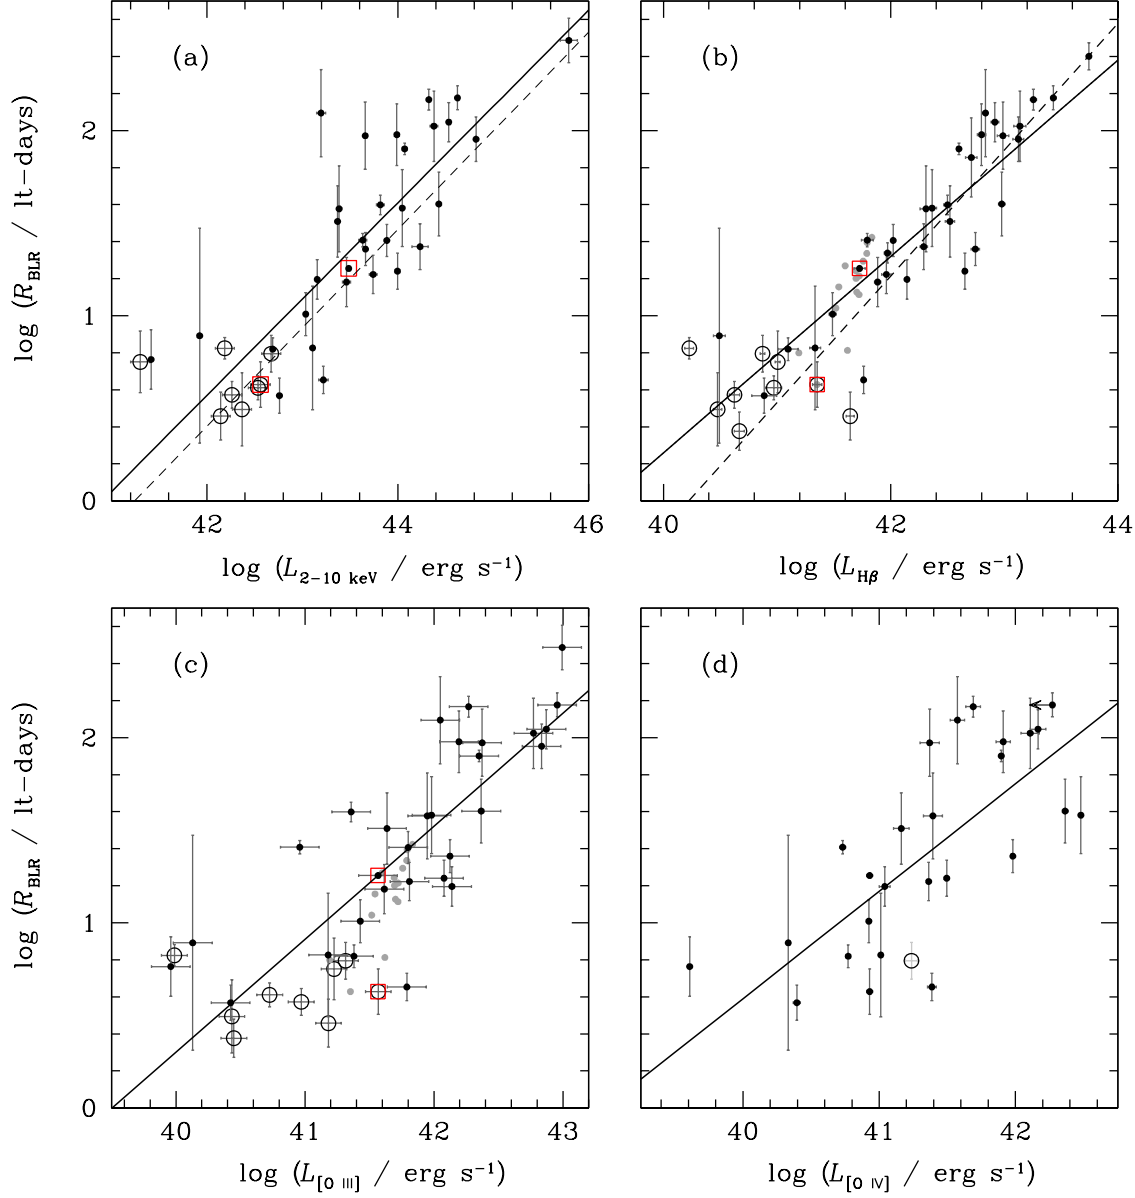 (a)
(b)
log (R_BLR / lt-days)
2
1
0
42 44 46
40 42 44
log (L_2-10 keV / erg s⁻¹)
log (L_Hβ / erg s⁻¹)
(c)
(d)
log (R_BLR / lt-days)
2
1
0
40 41 42 43
40 41 42
log (L_[O III] / erg s⁻¹)
log (L_[O IV] / erg s⁻¹)